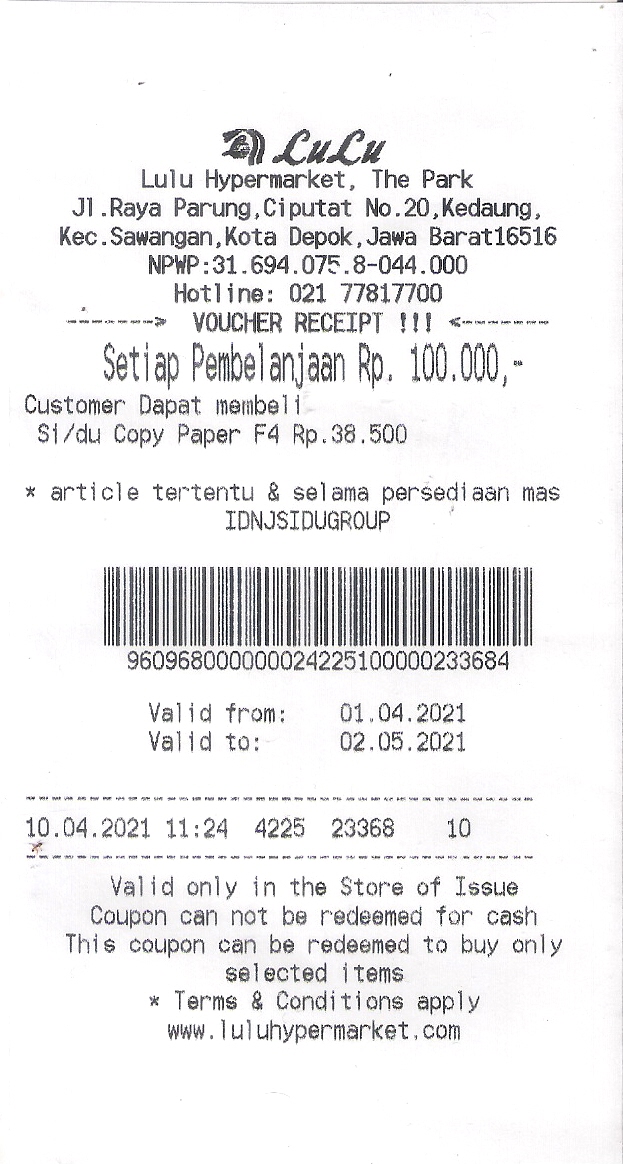 LuLu
Lulu Hypermarket, The Park
Jl.Raya Parung,Ciputat No.20,Kedaung,
Kec.Sawangan,Kota Depok,Jawa Barat16516
NPWP:31.694.075.8-044.000
Hotline: 021 77817700
-------> VOUCHER RECEIPT !!! <-------
Setiap Pembelanjaan Rp. 100.000,-
Customer Dapat membeli
Si/du Copy Paper F4 Rp.38.500
* article tertentu & selama persediaan mas
IDNJSIDUGROUP
960968000000024225100000233684
Valid from: 01.04.2021
Valid to: 02.05.2021
10.04.2021 11:24 4225 23368 10
Valid only in the Store of Issue
Coupon can not be redeemed for cash
This coupon can be redeemed to buy only
selected items
* Terms & Conditions apply
www.luluhypermarket.com